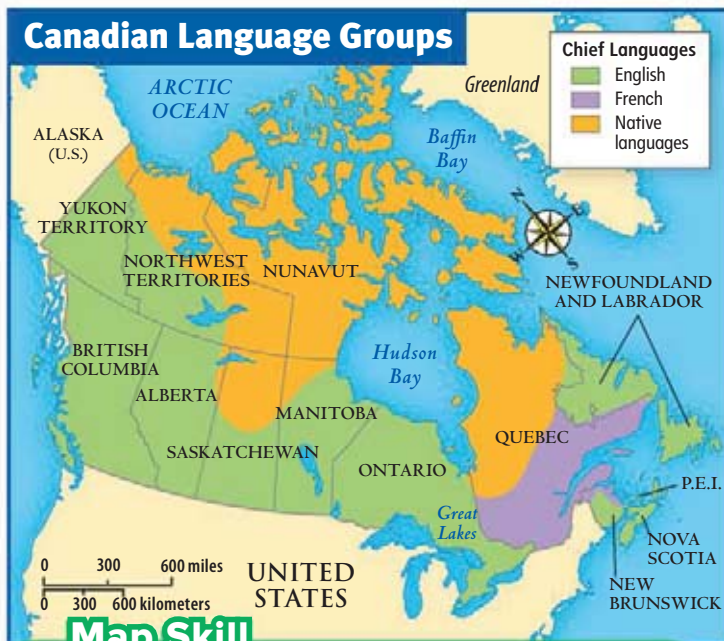 Canadian Language Groups
Chief Languages
English
French
Native
languages
ARCTIC
OCEAN
Greenland
ALASKA
(U.S.)
Baffin
Bay
N
E
W
S
YUKON
TERRITORY
NORTHWEST
TERRITORIES
NUNAVUT
NEWFOUNDLAND
AND LABRADOR
BRITISH
COLUMBIA
Hudson
Bay
ALBERTA
MANITOBA
SASKATCHEWAN
QUEBEC
ONTARIO
P.E.I.
Great
Lakes
NOVA
SCOTIA
NEW
BRUNSWICK
0 300 600 miles
0 300 600 kilometers
UNITED
STATES
Map Skill